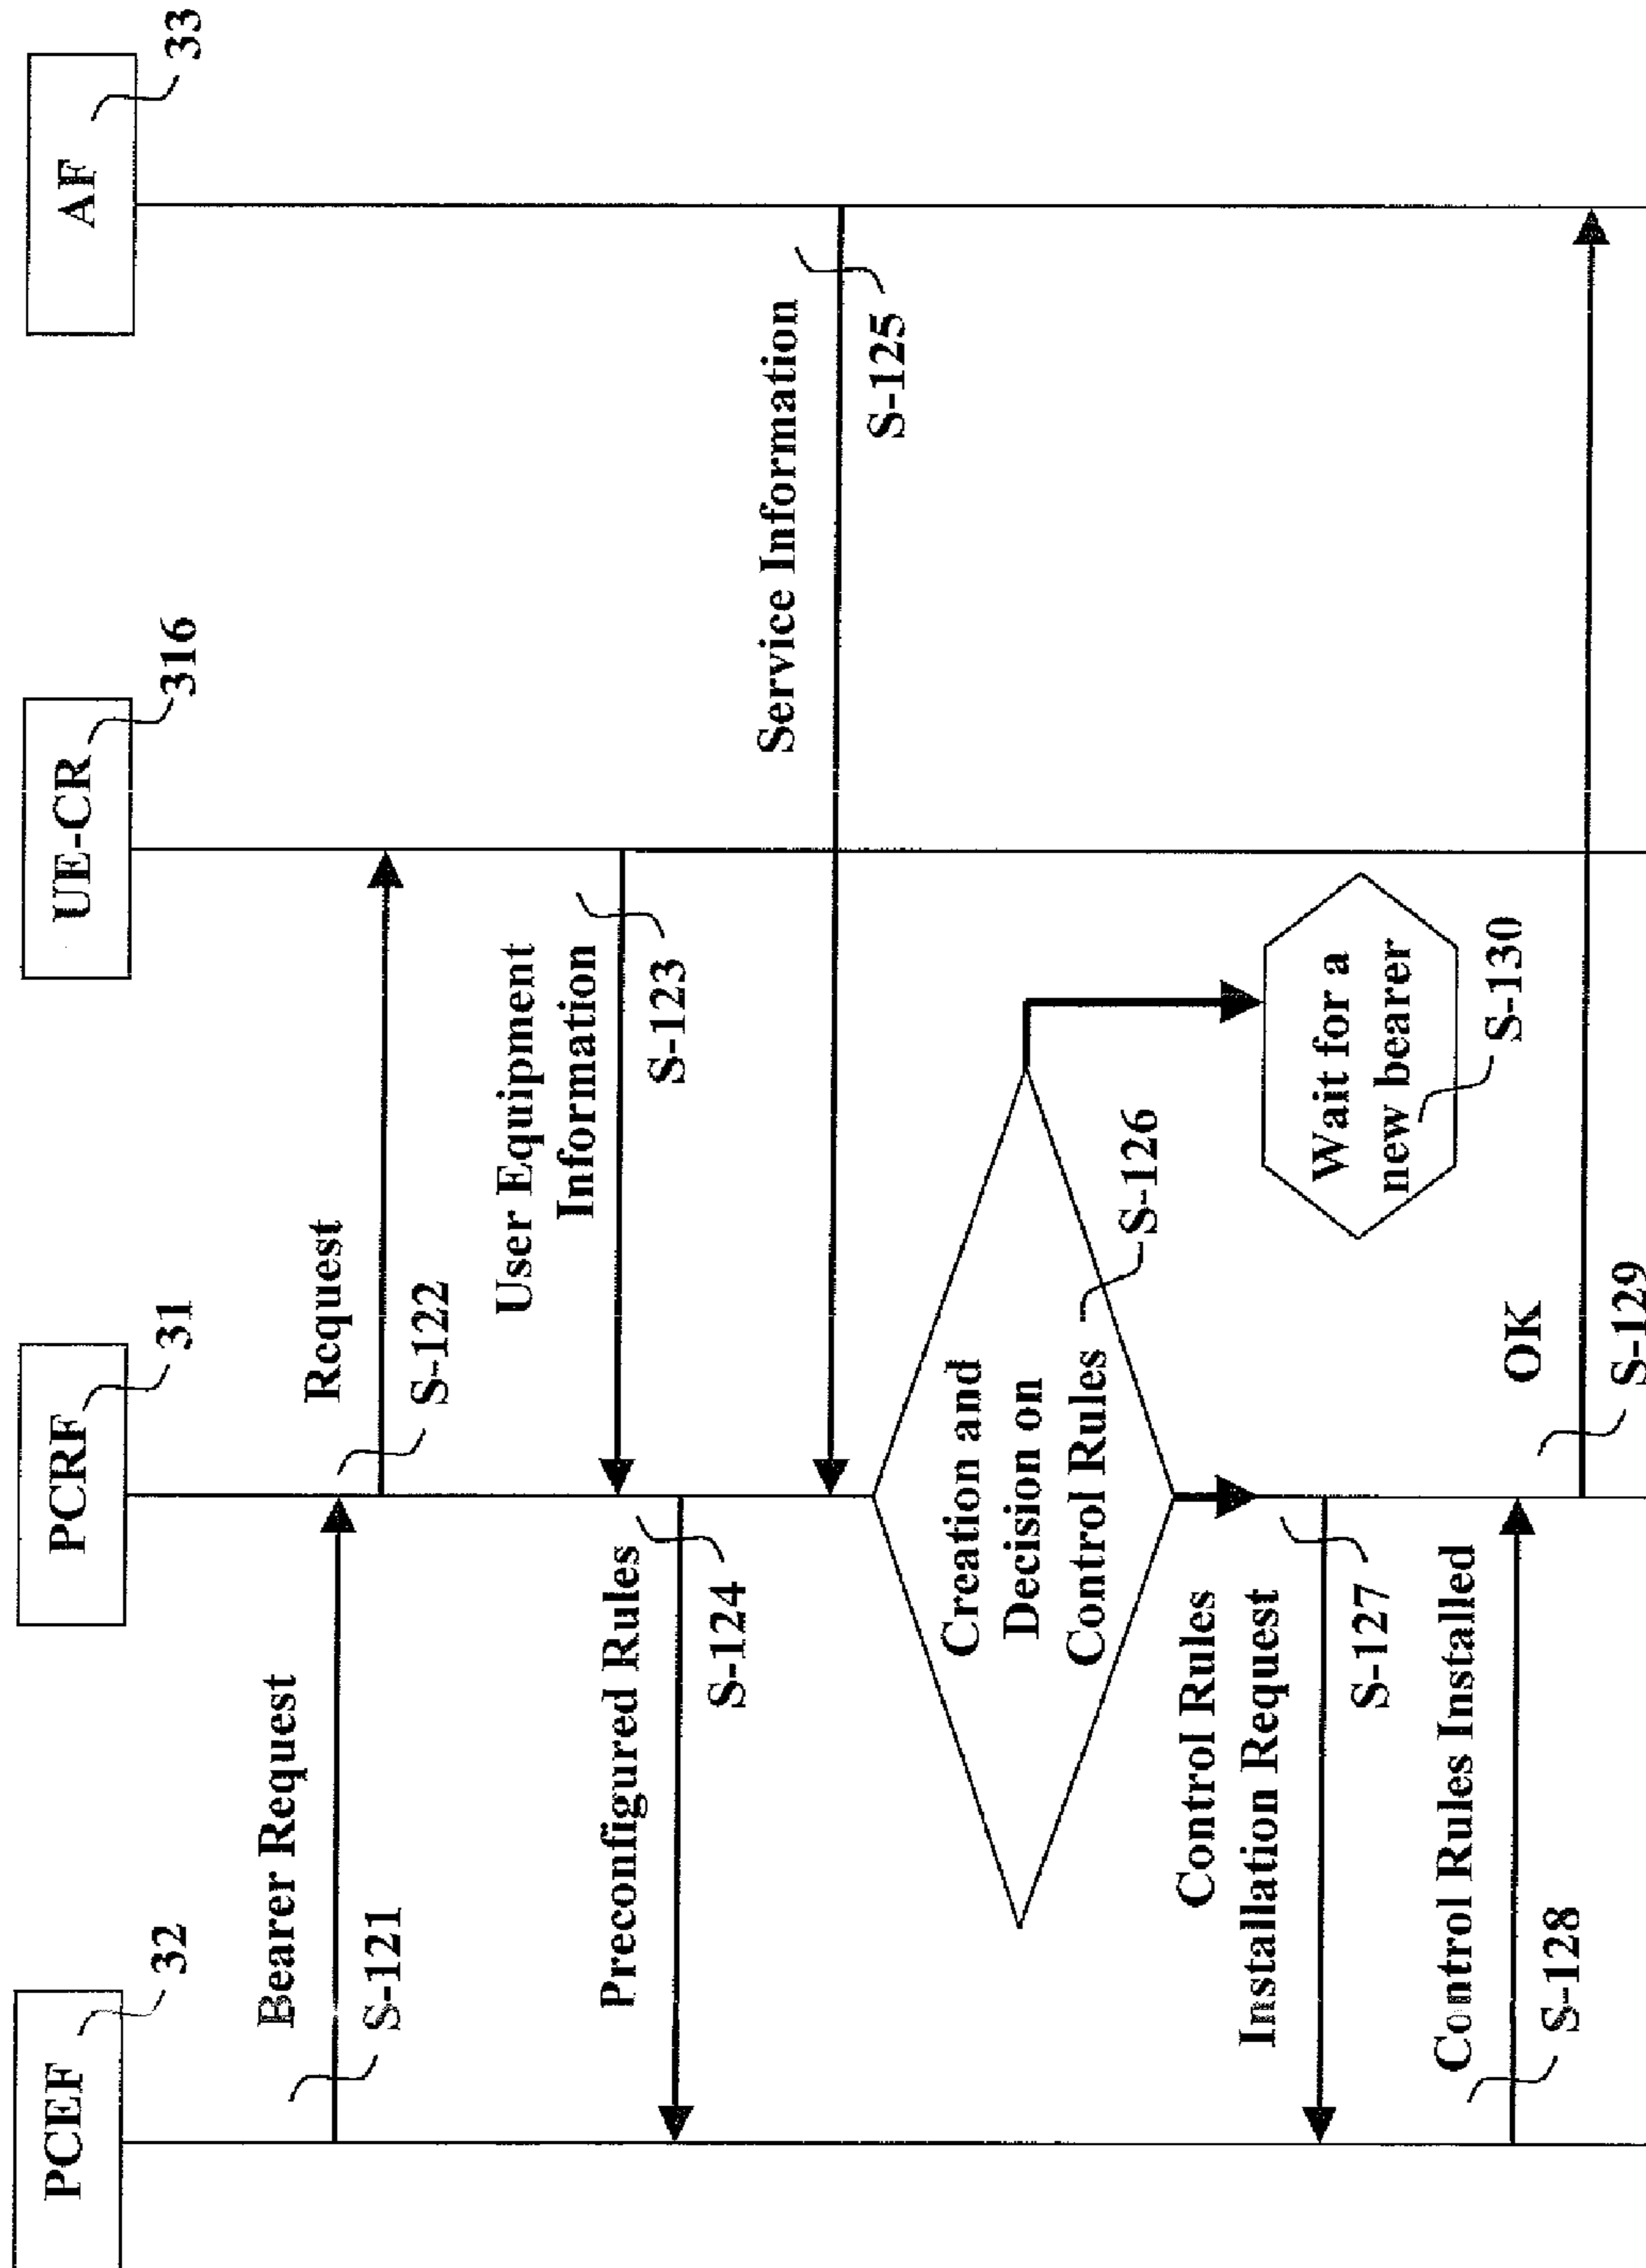 PCEF
32
PCRF
31
UE-CR
316
AF
33
Bearer Request
S-121
Request
S-122
User Equipment
Information
S-123
Preconfigured Rules
S-124
Service Information
S-125
Creation and
Decision on
Control Rules
S-126
Wait for a
new bearer
S-130
Control Rules
Installation Request
S-127
Control Rules Installed
S-128
OK
S-129